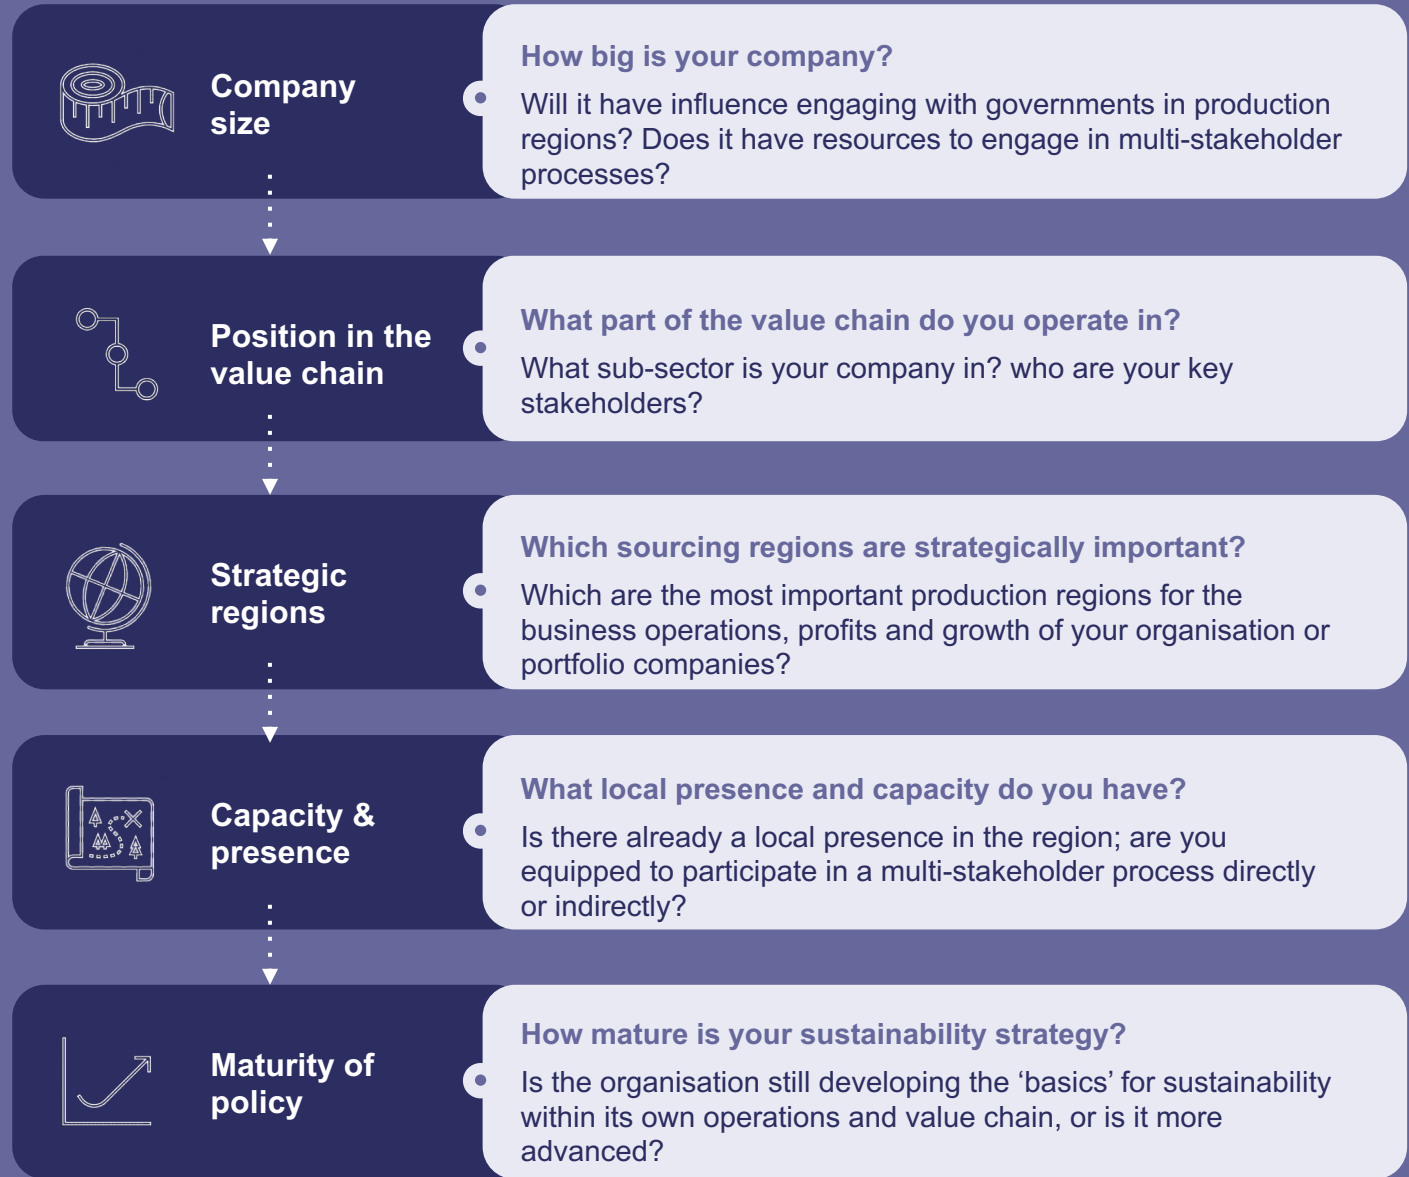 Company
size
How big is your company?
Will it have influence engaging with governments in production
regions? Does it have resources to engage in multi-stakeholder
processes?
Position in the
value chain
What part of the value chain do you operate in?
What sub-sector is your company in? who are your key
stakeholders?
Strategic
regions
Which sourcing regions are strategically important?
Which are the most important production regions for the
business operations, profits and growth of your organisation or
portfolio companies?
Capacity &
presence
What local presence and capacity do you have?
Is there already a local presence in the region; are you
equipped to participate in a multi-stakeholder process directly
or indirectly?
Maturity of
policy
How mature is your sustainability strategy?
Is the organisation still developing the ‘basics’ for sustainability
within its own operations and value chain, or is it more
advanced?